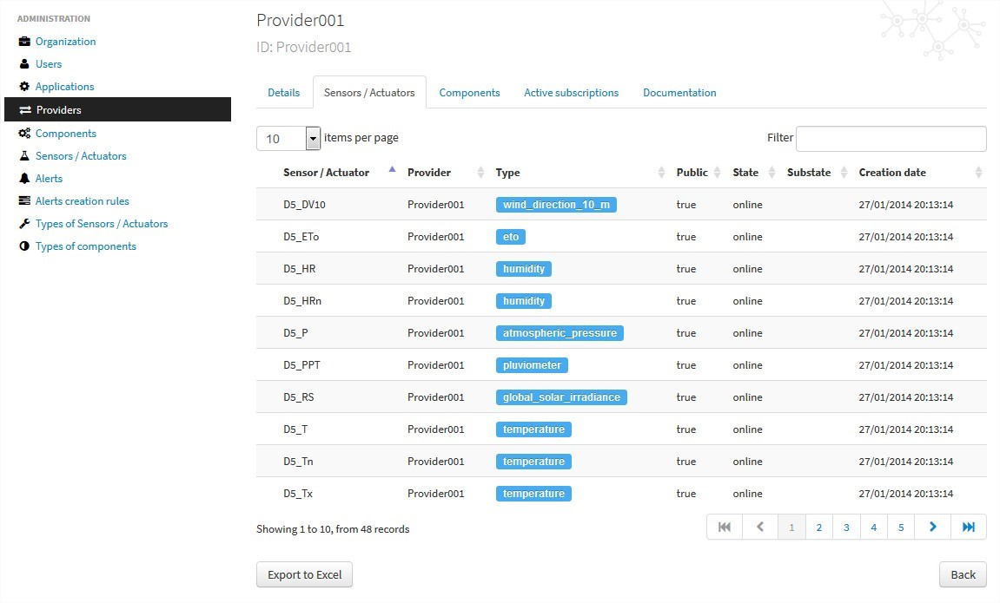 ADMINISTRATION
Organization
Users
Applications
Providers
Components
Sensors / Actuators
Alerts
Alerts creation rules
Types of Sensors / Actuators
Types of components
Provider001
ID: Provider001
Details Sensors / Actuators Components Active subscriptions Documentation
10 items per page Filter
Sensor / Actuator Provider Type Public State Substate Creation date
D5_DV10 Provider001 wind_direction_10_m true online 27/01/2014 20:13:14
D5_ETo Provider001 eto true online 27/01/2014 20:13:14
D5_HR Provider001 humidity true online 27/01/2014 20:13:14
D5_HRn Provider001 humidity true online 27/01/2014 20:13:14
D5_P Provider001 atmospheric_pressure true online 27/01/2014 20:13:14
D5_PPT Provider001 pluviometer true online 27/01/2014 20:13:14
D5_RS Provider001 global_solar_irradiance true online 27/01/2014 20:13:14
D5_T Provider001 temperature true online 27/01/2014 20:13:14
D5_Tn Provider001 temperature true online 27/01/2014 20:13:14
D5_Tx Provider001 temperature true online 27/01/2014 20:13:14
Showing 1 to 10, from 48 records 1 2 3 4 5
Export to Excel Back